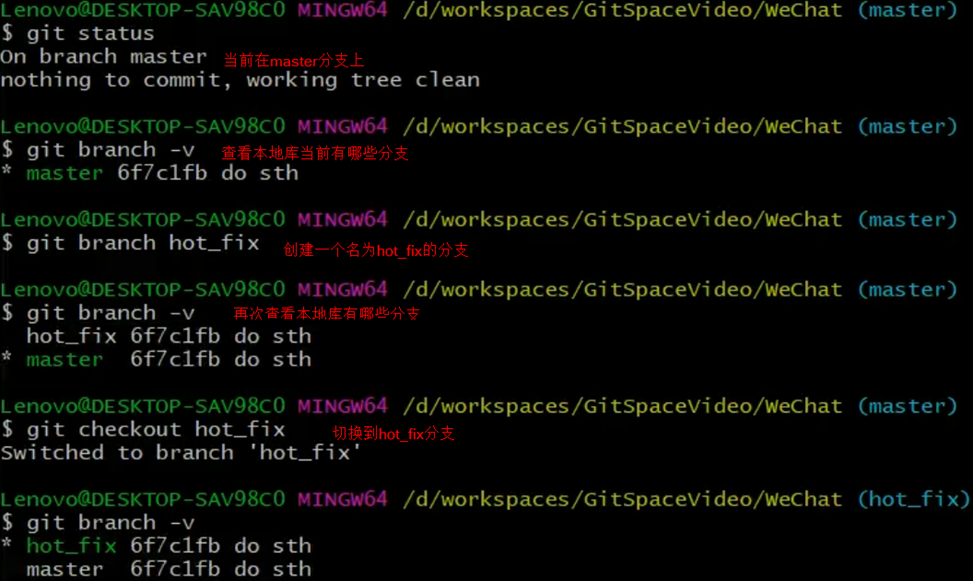 Lenovo@DESKTOP-SAV98C0 MINGW64 /d/workspaces/GitSpaceVideo/WeChat (master)
$ git status
On branch master 当前在master分支上
nothing to commit, working tree clean
Lenovo@DESKTOP-SAV98C0 MINGW64 /d/workspaces/GitSpaceVideo/WeChat (master)
$ git branch -v 查看本地库当前有哪些分支
* master 6f7c1fb do sth
Lenovo@DESKTOP-SAV98C0 MINGW64 /d/workspaces/GitSpaceVideo/WeChat (master)
$ git branch hot_fix 创建一个名为hot_fix的分支
Lenovo@DESKTOP-SAV98C0 MINGW64 /d/workspaces/GitSpaceVideo/WeChat (master)
$ git branch -v 再次查看本地库有哪些分支
hot_fix 6f7c1fb do sth
* master 6f7c1fb do sth
Lenovo@DESKTOP-SAV98C0 MINGW64 /d/workspaces/GitSpaceVideo/WeChat (master)
$ git checkout hot_fix 切换到hot_fix分支
Switched to branch 'hot_fix'
Lenovo@DESKTOP-SAV98C0 MINGW64 /d/workspaces/GitSpaceVideo/WeChat (hot_fix)
$ git branch -v
* hot_fix 6f7c1fb do sth
master 6f7c1fb do sth